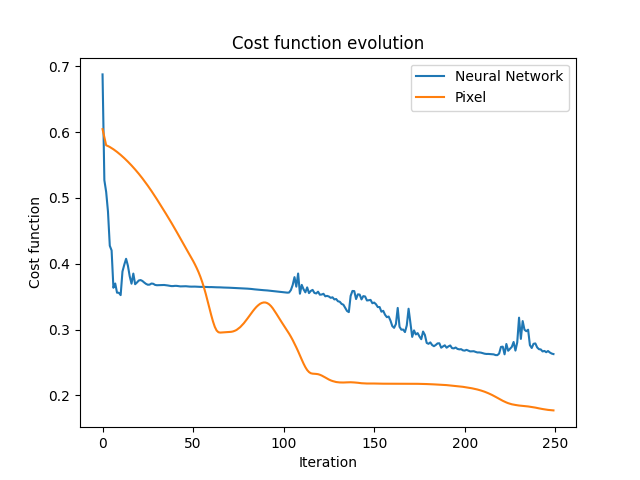 Cost function evolution
Neural Network
Pixel
Cost function
0.7
0.6
0.5
0.4
0.3
0.2
0 50 100 150 200 250
Iteration